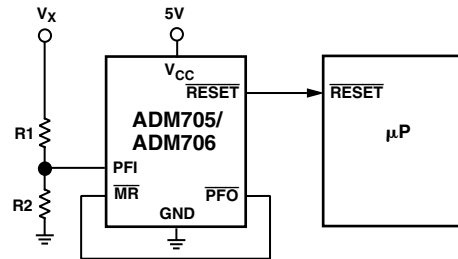 VX
5V
VCC
RESET
RESET
ADM705/
ADM706
µP
R1
PFI
R2
MR
PFO
GND